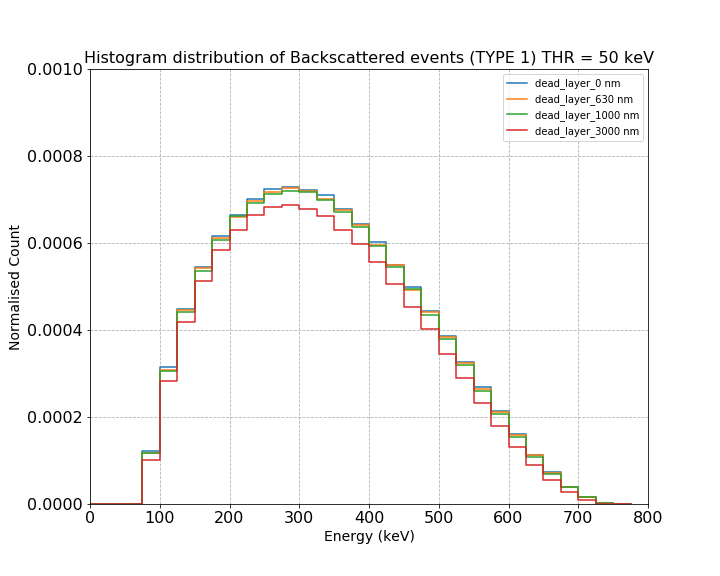 Histogram distribution of Backscattered events (TYPE 1) THR = 50 keV
0.0010
0.0008
0.0006
0.0004
0.0002
0.0000
Normalised Count
dead_layer_0 nm
dead_layer_630 nm
dead_layer_1000 nm
dead_layer_3000 nm
0 100 200 300 400 500 600 700 800
Energy (keV)